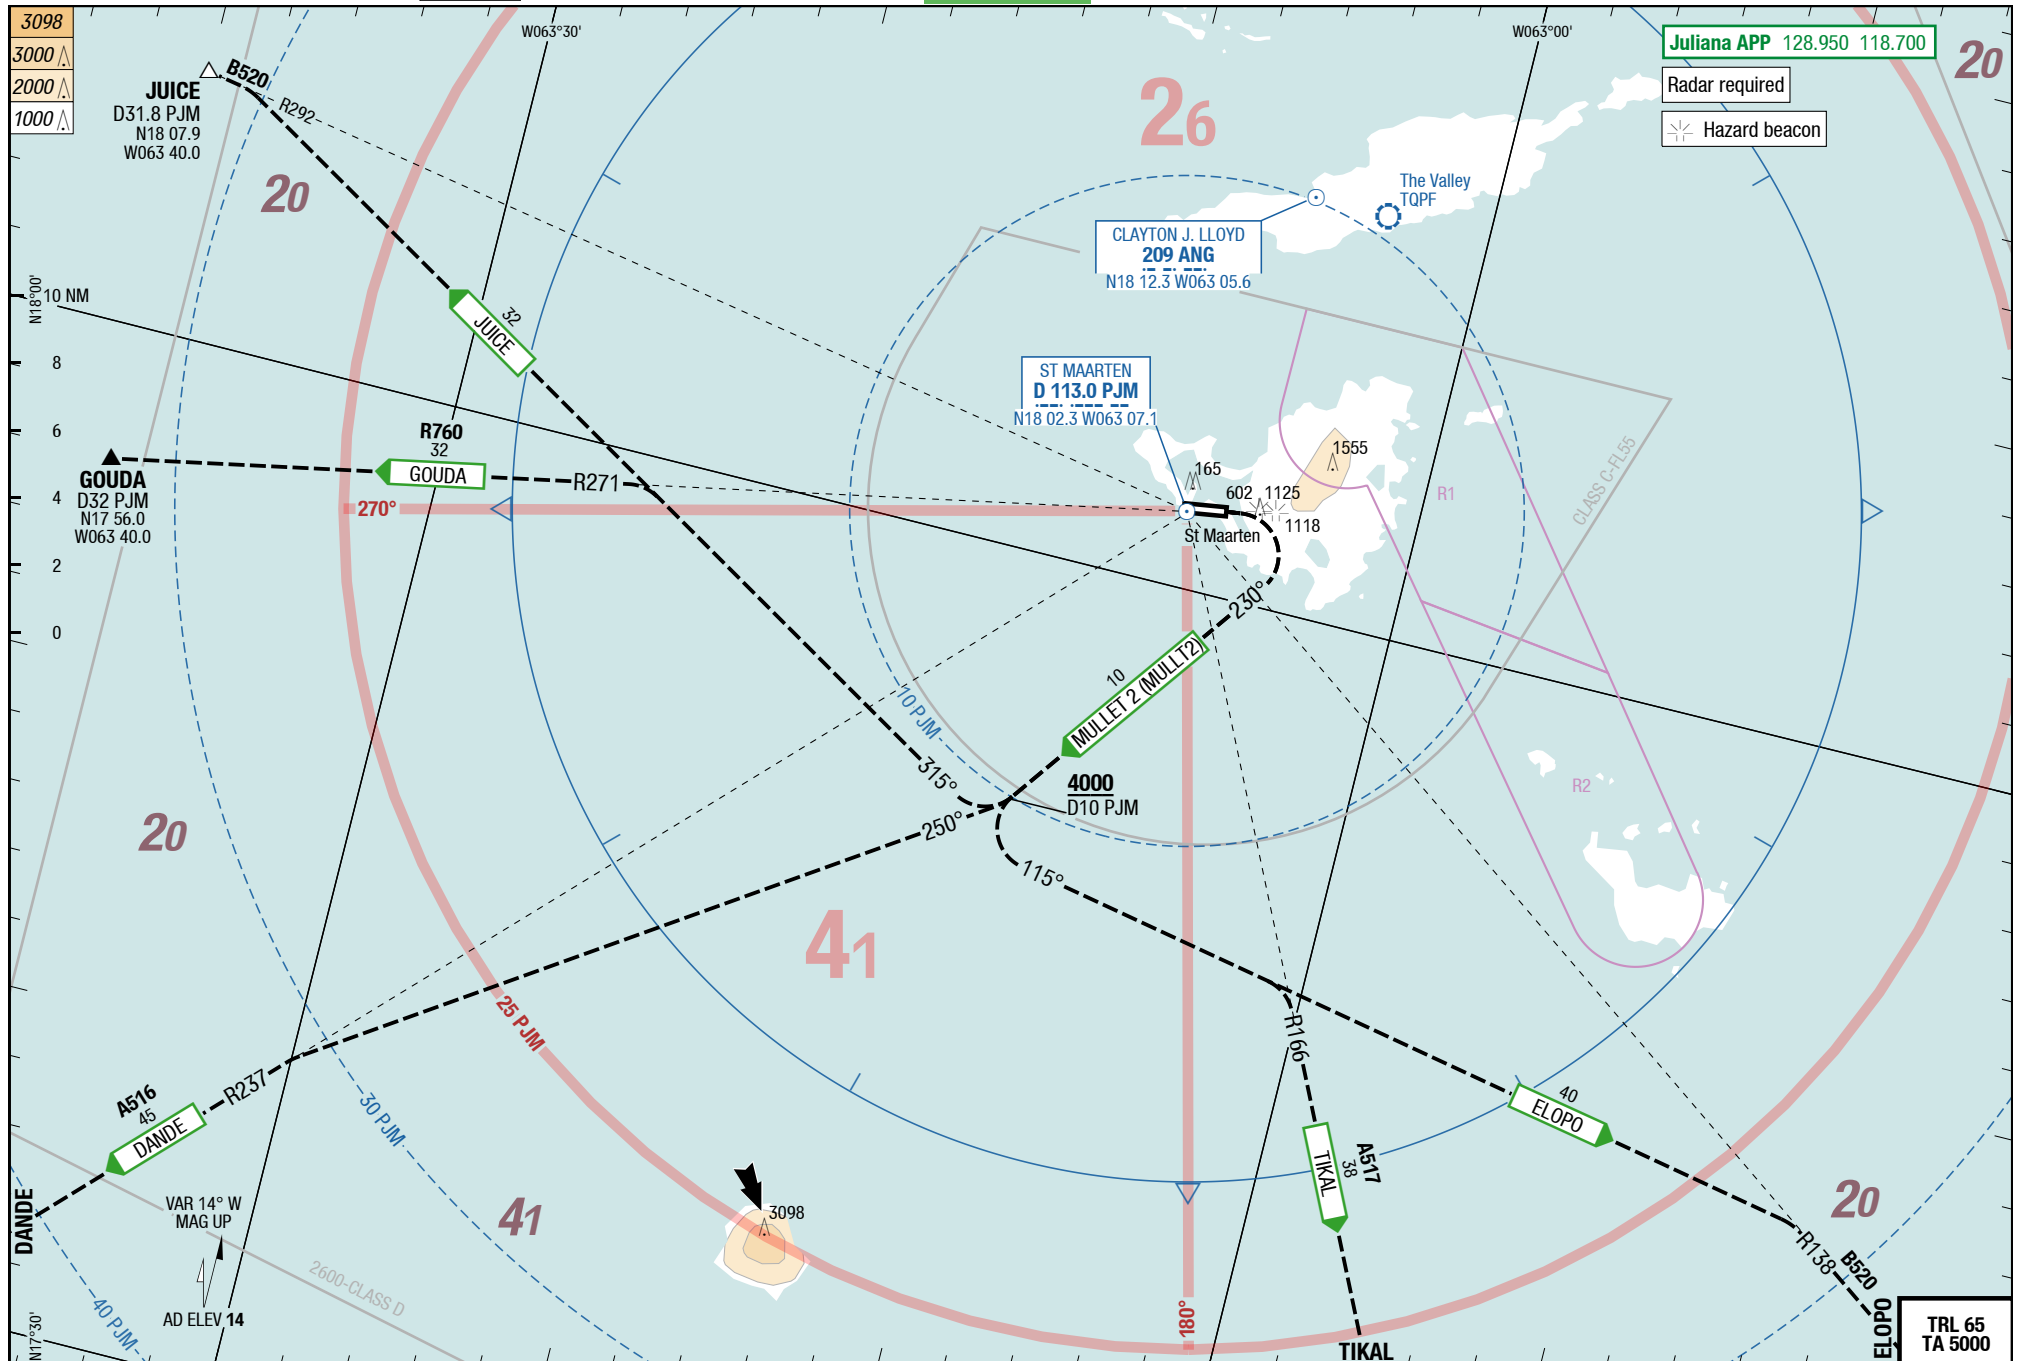 3098
3000
2000
1000
W063°30'
W063°00'
Juliana APP 128.950 118.700
Radar required
Hazard beacon
20
26
20
B520
R292
JUICE
D31.8 PJM
N18 07.9
W063 40.0
The Valley
TQPF
CLAYTON J. LLOYD
209 ANG
N18 12.3 W063 05.6
N18°00'
10 NM
8
6
4
2
0
32
JUICE
R760
32
GOUDA
R271
GOUDA
D32 PJM
N17 56.0
W063 40.0
270°
ST MAARTEN
D 113.0 PJM
N18 02.3 W063 07.1
165
1555
602
1125
1118
St Maarten
R1
CLASS C-FL55
230°
10
MULLET 2 (MULLT2)
10 PJM
315°
4000
D10 PJM
250°
115°
R2
20
41
25 PJM
R166
R237
A516
45
DANDE
30 PJM
40
ELOPO
A517
38
TIKAL
DANDE
VAR 14° W
MAG UP
41
3098
20
R138
B520
2600-CLASS D
40 PJM
AD ELEV 14
N17°30'
180°
TIKAL
ELOPO
TRL 65
TA 5000